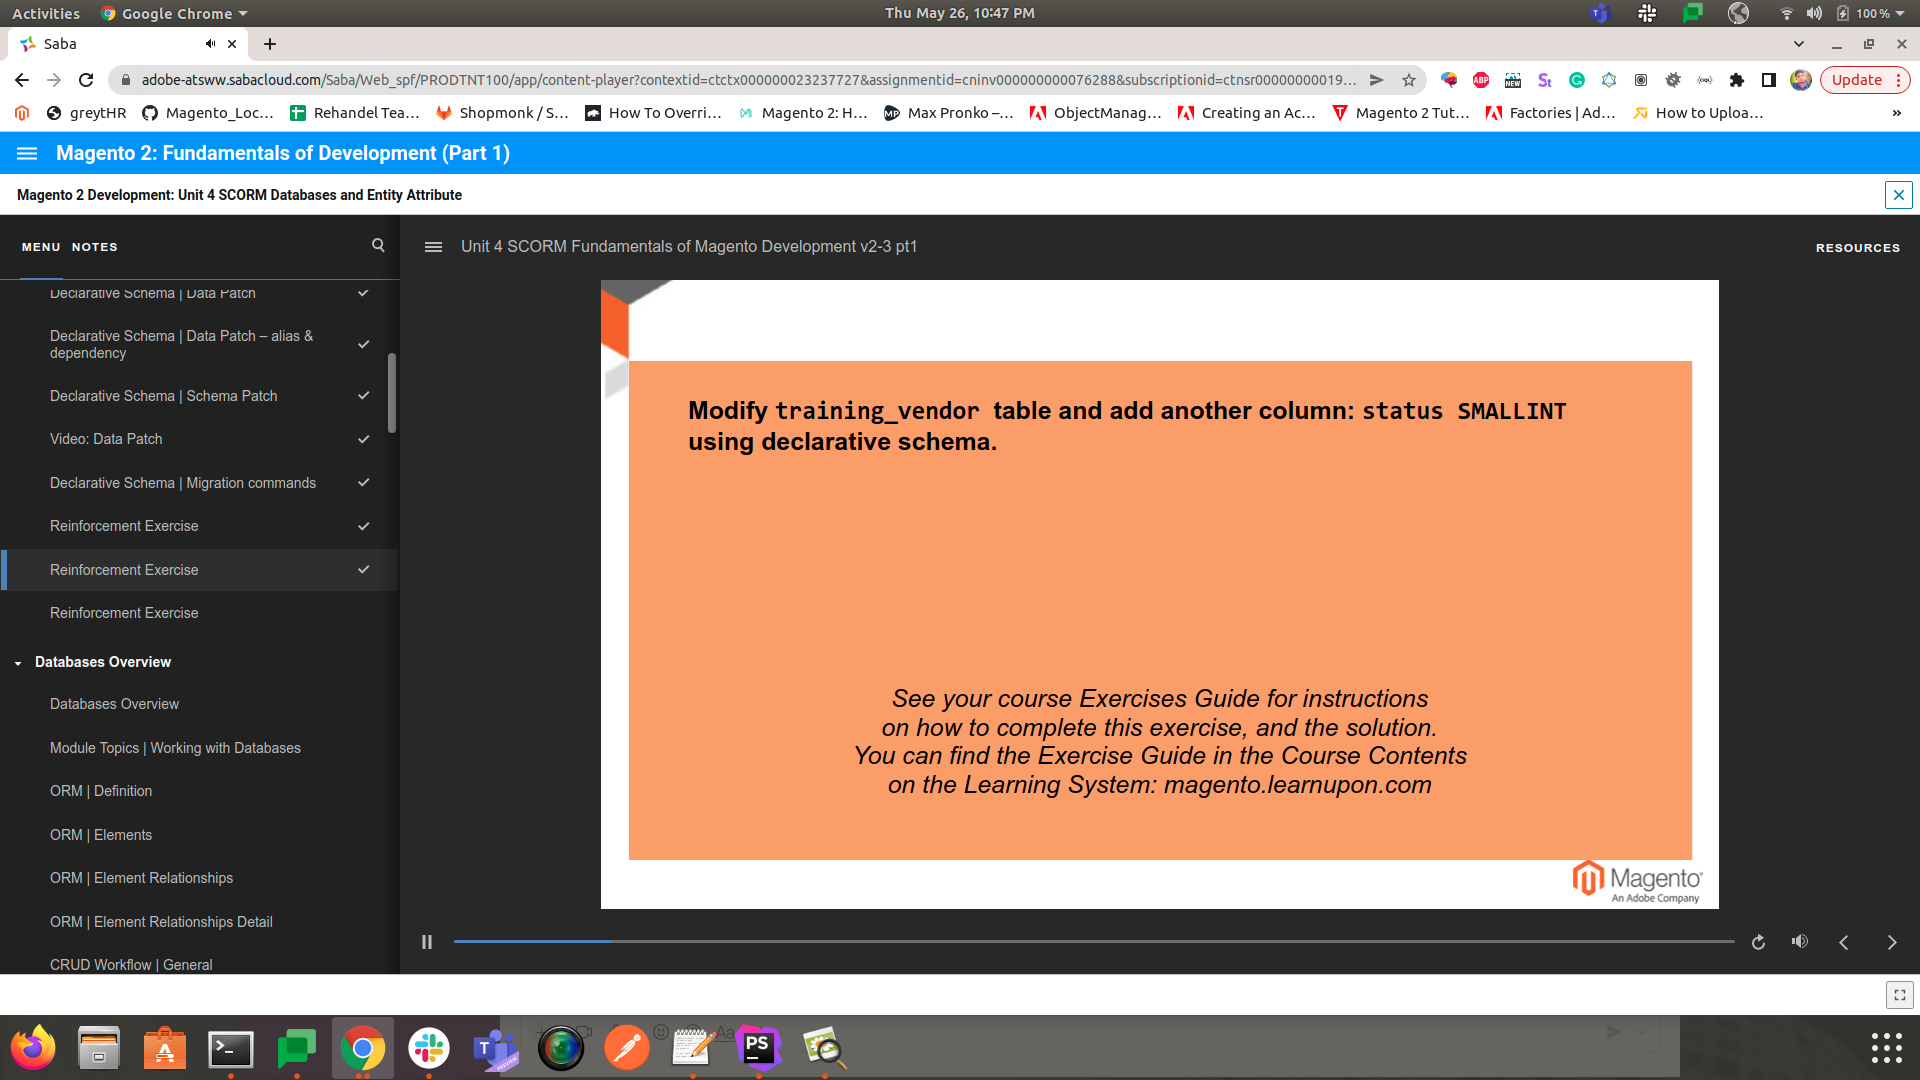 Activities
Google Chrome
Thu May 26, 10:47 PM
100 %
Saba
adobe-atsww.sabacloud.com/Saba/Web_spf/PRODTNT100/app/content-player?contextid=ctctx000000023237727&assignmentid=cninv000000000076288&subscriptionid=ctnsr00000000019...
ABP
NEW
Update
greytHR
Magento_Loc...
Rehandel Tea...
Shopmonk / S...
How To Overri...
Magento 2: H...
Max Pronko –...
ObjectManag...
Creating an Ac...
Magento 2 Tut...
Factories | Ad...
How to Uploa...
»
Magento 2: Fundamentals of Development (Part 1)
Magento 2 Development: Unit 4 SCORM Databases and Entity Attribute
MENU
NOTES
Unit 4 SCORM Fundamentals of Magento Development v2-3 pt1
RESOURCES
Declarative Schema | Data Patch
Declarative Schema | Data Patch – alias &
dependency
Declarative Schema | Schema Patch
Video: Data Patch
Declarative Schema | Migration commands
Reinforcement Exercise
Reinforcement Exercise
Reinforcement Exercise
Databases Overview
Databases Overview
Module Topics | Working with Databases
ORM | Definition
ORM | Elements
ORM | Element Relationships
ORM | Element Relationships Detail
CRUD Workflow | General
Modify training_vendor table and add another column: status SMALLINT
using declarative schema.
See your course Exercises Guide for instructions
on how to complete this exercise, and the solution.
You can find the Exercise Guide in the Course Contents
on the Learning System: magento.learnupon.com
Magento
An Adobe Company
PS